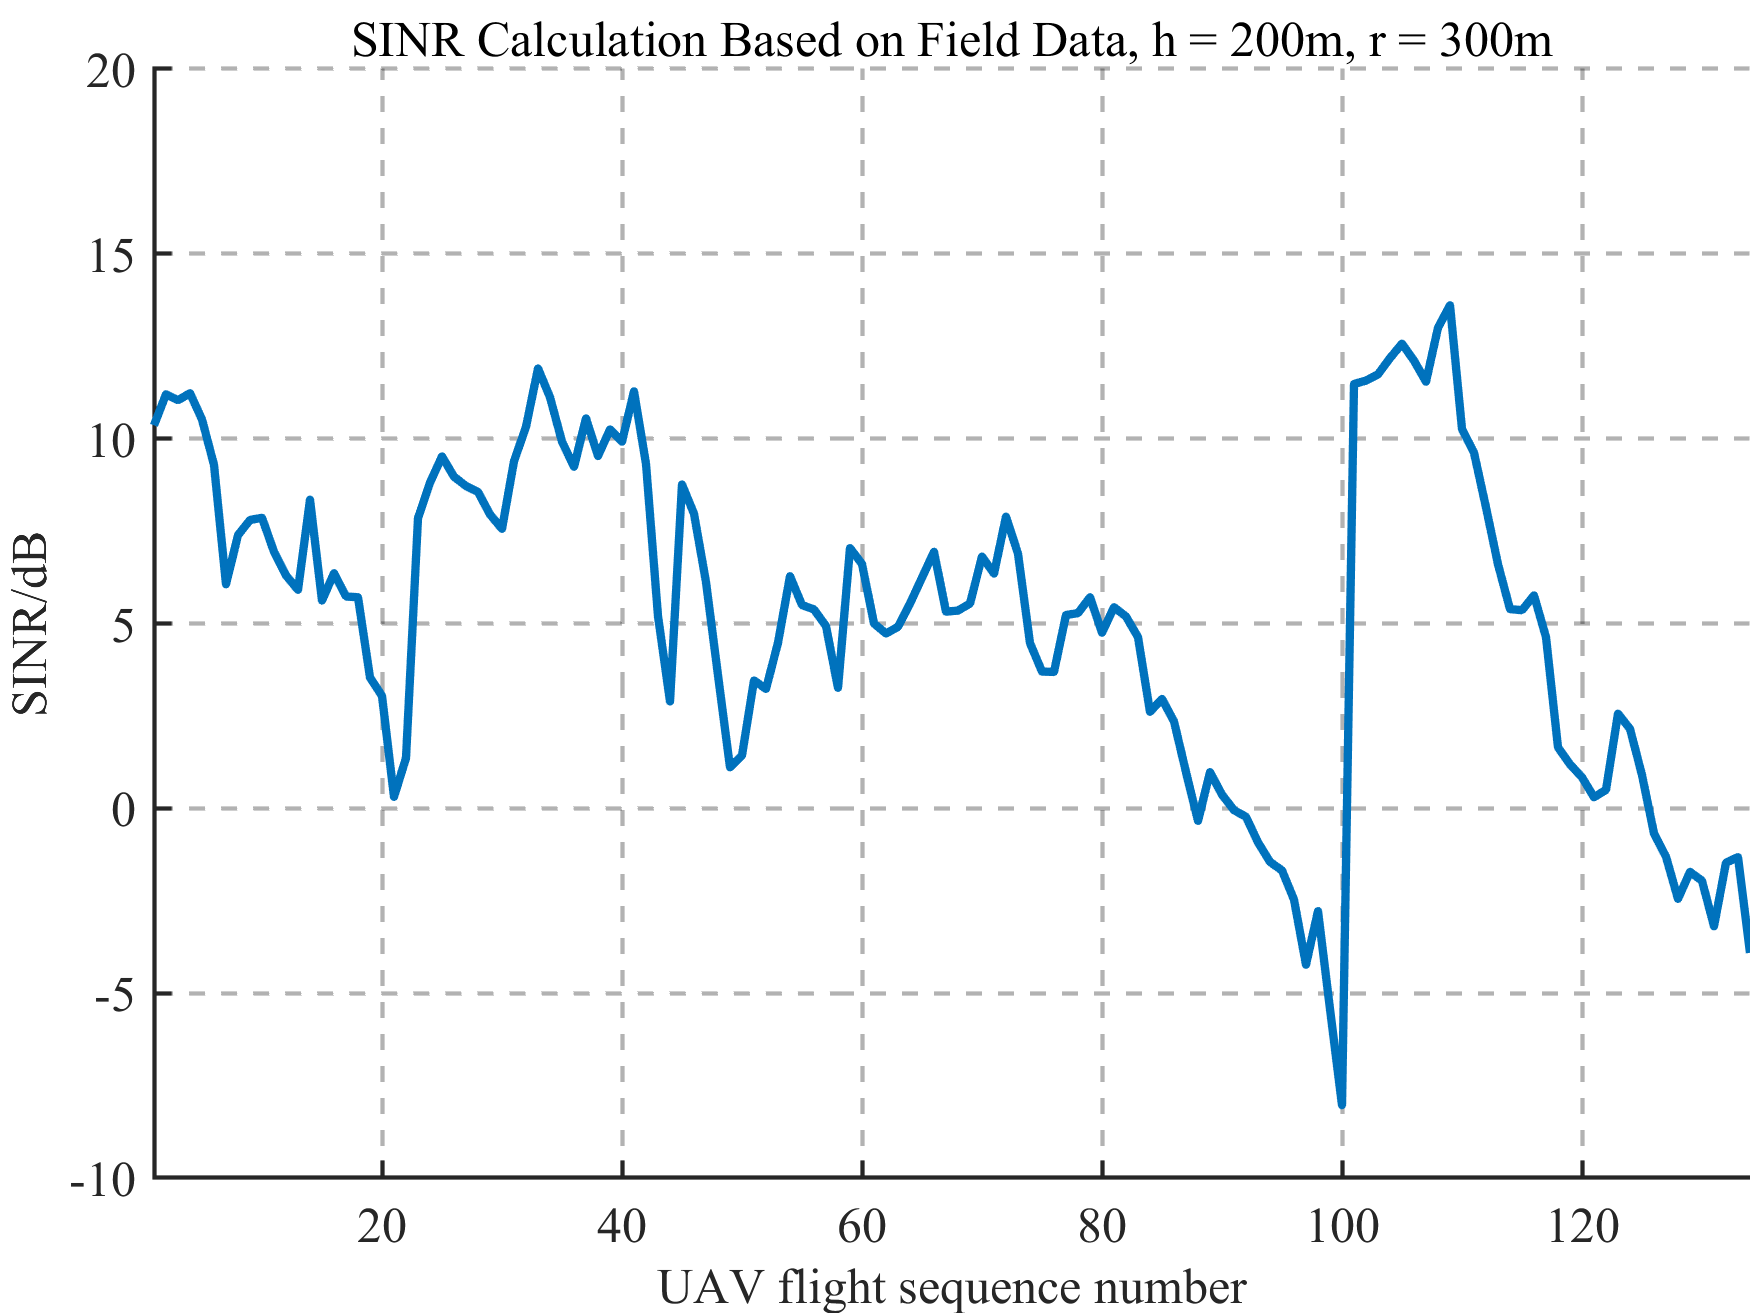 SINR Calculation Based on Field Data, h = 200m, r = 300m
20
15
10
5
0
-5
-10
SINR/dB
20 40 60 80 100 120
UAV flight sequence number